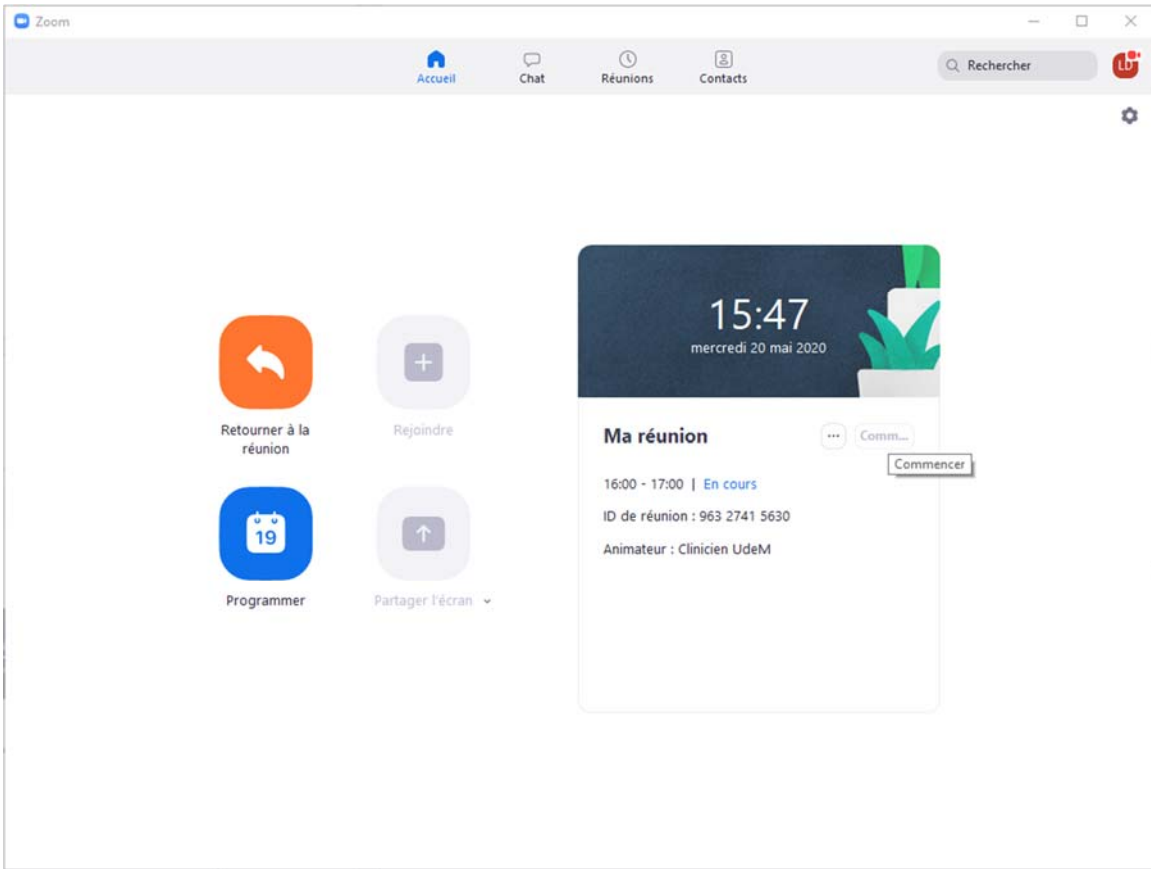 Zoom
Accueil
Chat
Réunions
Contacts
Rechercher
LD
15:47
mercredi 20 mai 2020
Retourner à la
réunion
Rejoindre
Ma réunion
Comm...
Commencer
16:00 - 17:00 | En cours
ID de réunion : 963 2741 5630
Animateur : Clinicien UdeM
19
Programmer
Partager l'écran